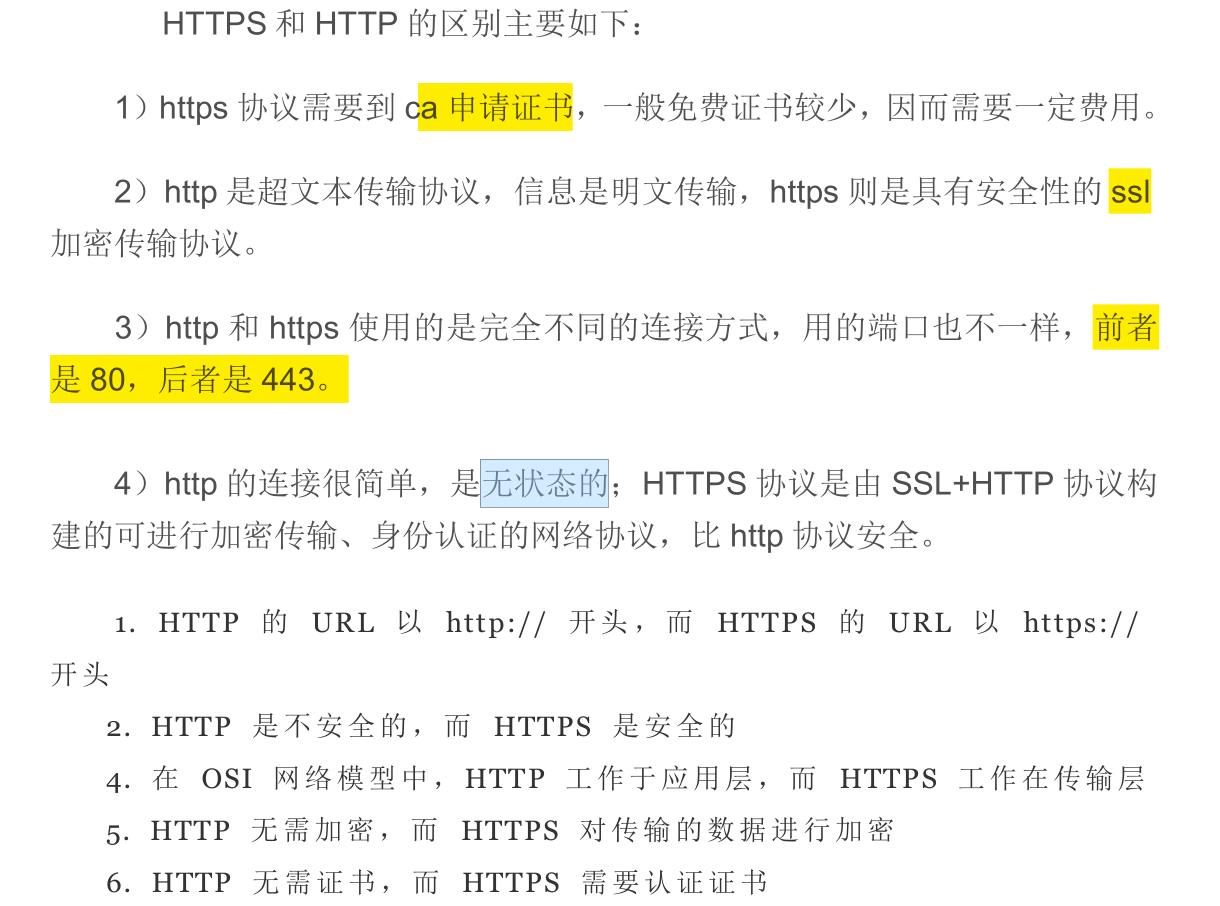 HTTPS 和 HTTP 的区别主要如下：
1）https 协议需要到 ca 申请证书，一般免费证书较少，因而需要一定费用。
2）http 是超文本传输协议，信息是明文传输，https 则是具有安全性的 ssl
加密传输协议。
3）http 和 https 使用的是完全不同的连接方式，用的端口也不一样，前者
是 80，后者是 443。
4）http 的连接很简单，是无状态的；HTTPS 协议是由 SSL+HTTP 协议构
建的可进行加密传输、身份认证的网络协议，比 http 协议安全。
1. HTTP 的 URL 以 http:// 开头，而 HTTPS 的 URL 以 https://
开头
2. HTTP 是不安全的，而 HTTPS 是安全的
4. 在 OSI 网络模型中，HTTP 工作于应用层，而 HTTPS 工作在传输层
5. HTTP 无需加密，而 HTTPS 对传输的数据进行加密
6. HTTP 无需证书，而 HTTPS 需要认证证书